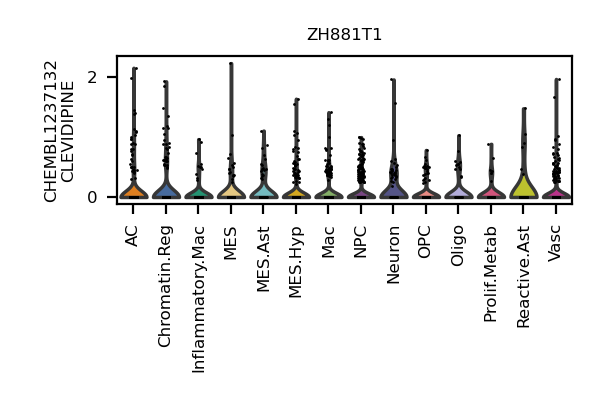 ZH881T1
CHEMBL1237132
CLEVIDIPINE
2
0
AC
Chromatin.Reg
Inflammatory.Mac
MES
MES.Ast
MES.Hyp
Mac
NPC
Neuron
OPC
Oligo
Prolif.Metab
Reactive.Ast
Vasc